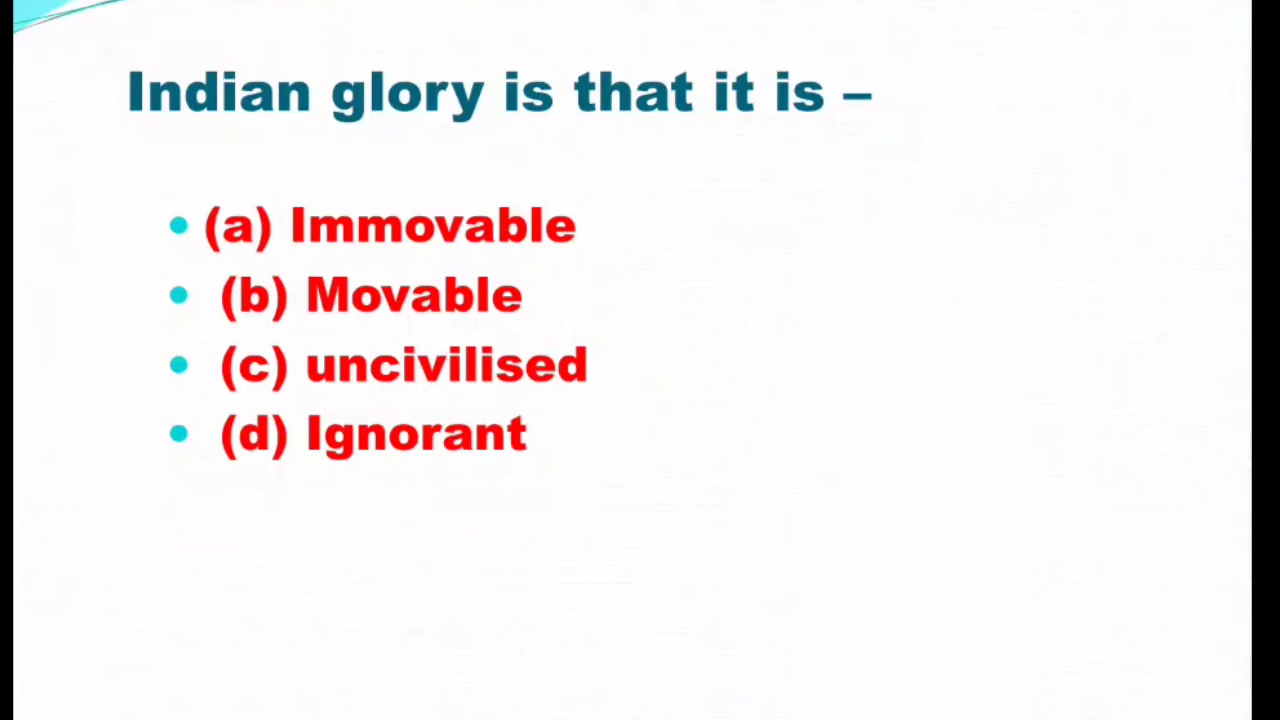 Indian glory is that it is –
• (a) Immovable
• (b) Movable
• (c) uncivilised
• (d) Ignorant